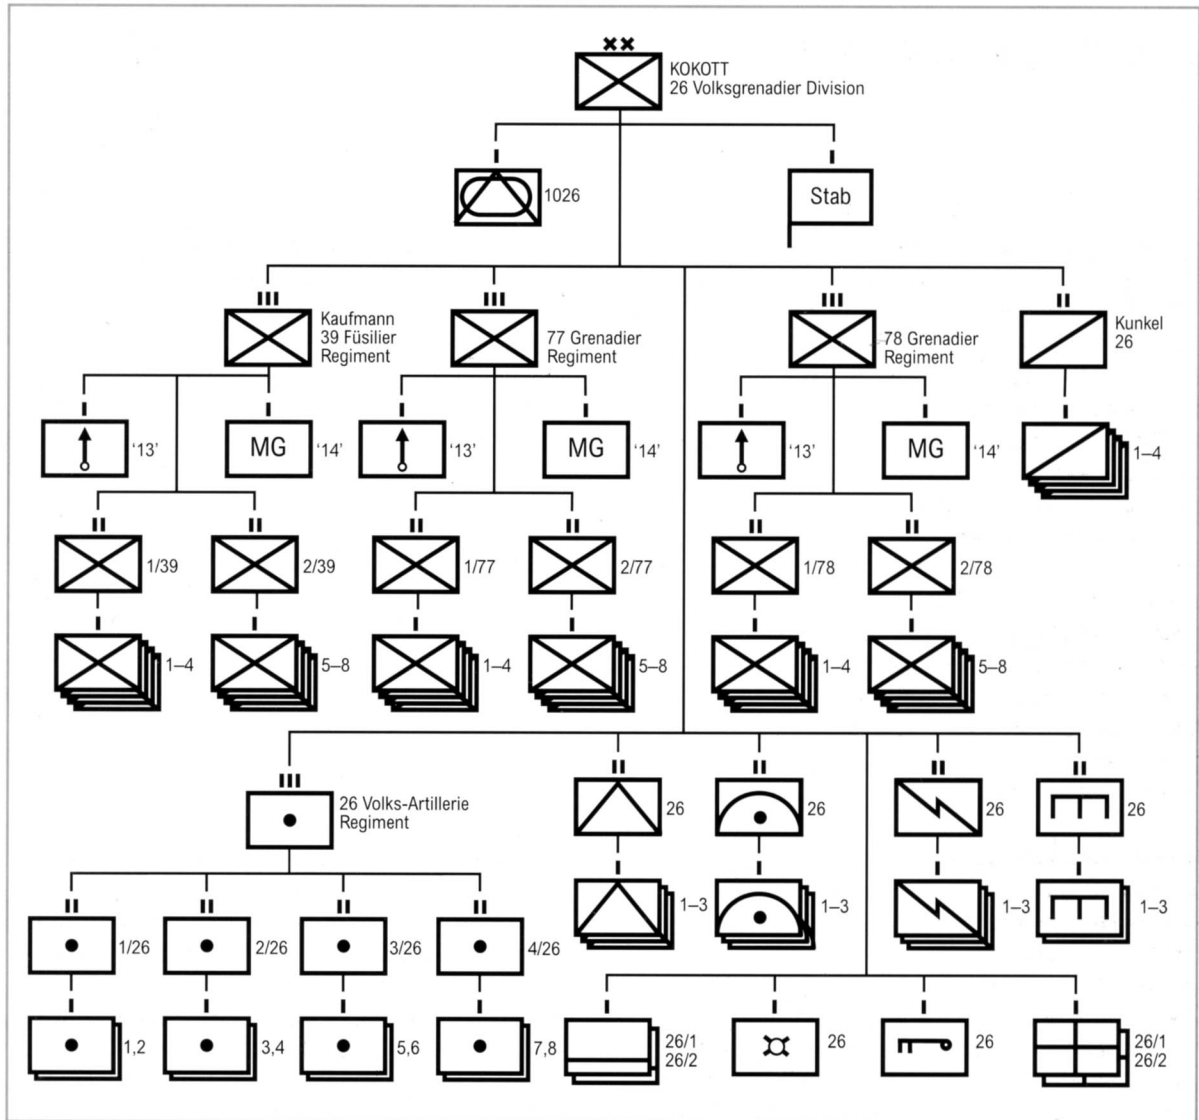 KOKOTT
26 Volksgrenadier Division
1026
Stab
Kaufmann
39 Füsilier
Regiment
77 Grenadier
Regiment
78 Grenadier
Regiment
Kunkel
26
‘13’
MG
‘14’
‘13’
MG
‘14’
‘13’
MG
‘14’
1–4
1/39
2/39
1/77
2/77
1/78
2/78
1–4
5–8
1–4
5–8
1–4
5–8
26 Volks-Artillerie
Regiment
26
26
26
26
1–3
1–3
1–3
1–3
1/26
2/26
3/26
4/26
1,2
3,4
5,6
7,8
26/1
26/2
26
26
26/1
26/2